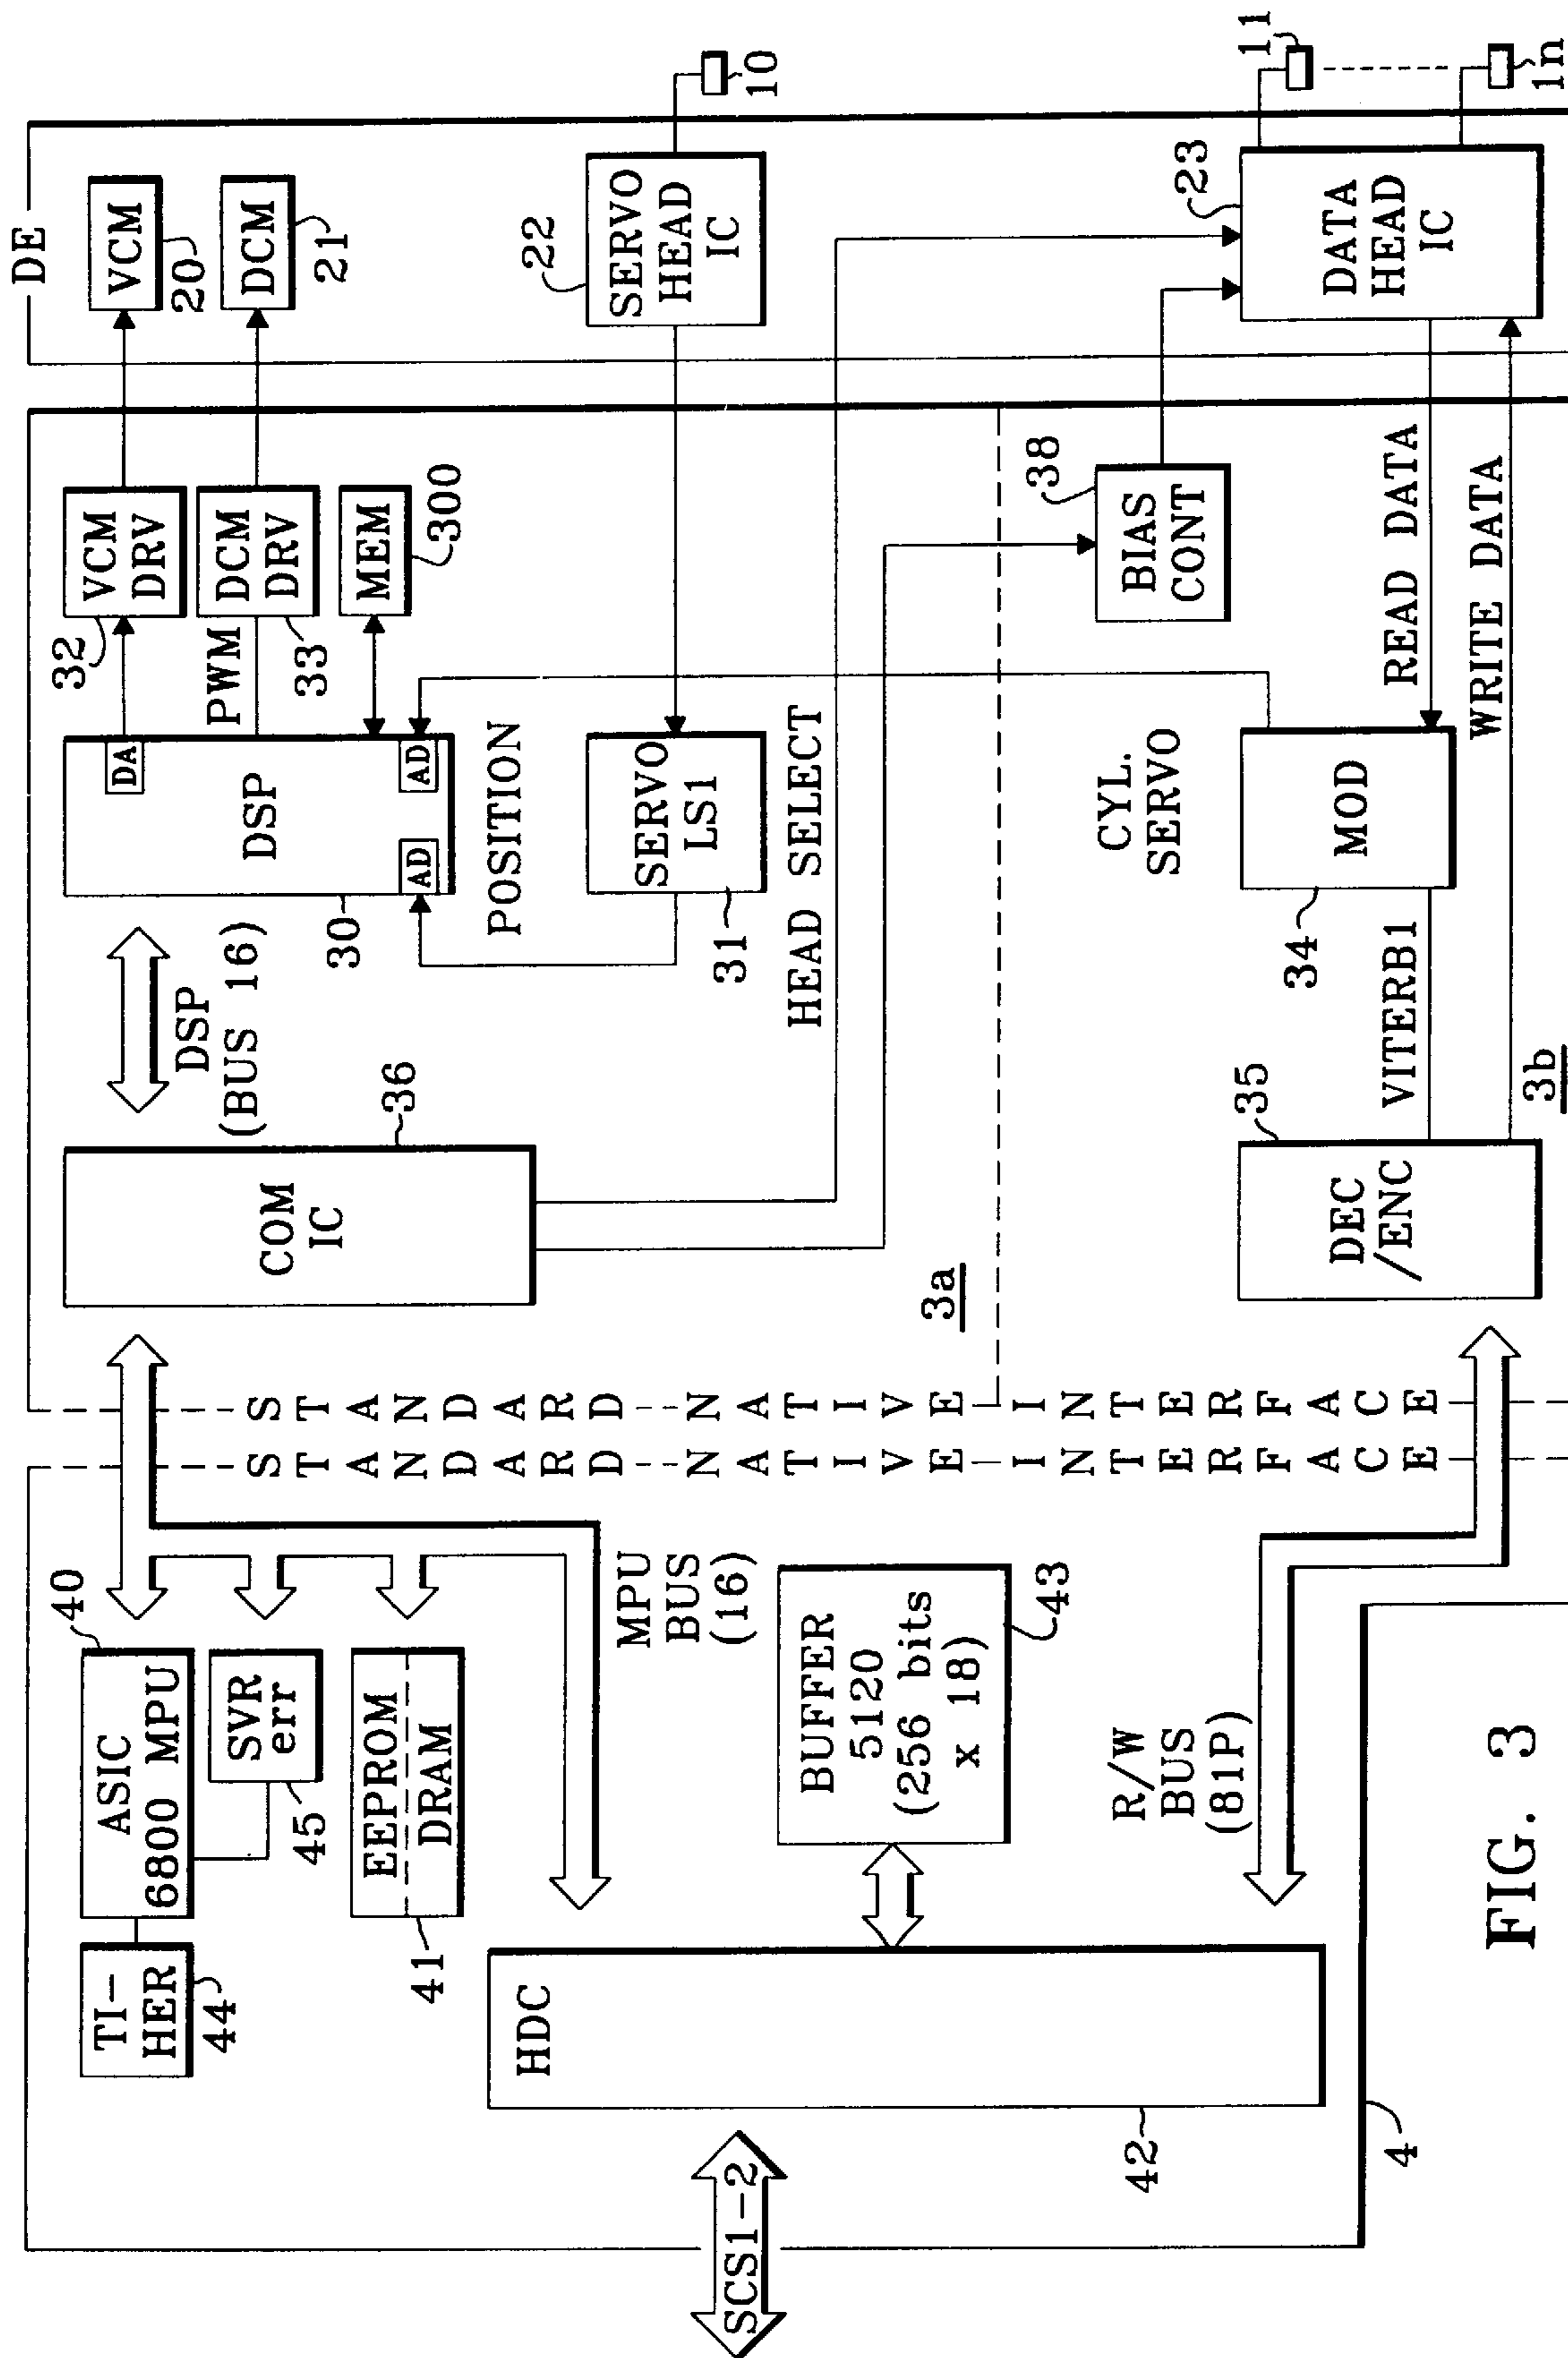 DE
VCM
20
DCM
21
22
SERVO
HEAD
IC
10
11
1n
23
DATA
HEAD
IC
VCM
DRV
32
PWM
DCM
DRV
33
MEM
300
DA
DSP
AD
AD
30
POSITION
SERVO
LS1
31
HEAD SELECT
38
BIAS
CONT
READ DATA
WRITE DATA
CYL.
SERVO
MOD
34
VITERB1
DSP
(BUS 16)
COM
IC
36
35
DEC
/ENC
3a
3b
STANDARD NATIVE INTERFACE
STANDARD NATIVE INTERFACE
40
ASIC
6800 MPU
SVR
err
45
TI-
HER
44
EEPROM
DRAM
41
MPU
BUS
(16)
BUFFER
5120
(256 bits
x 18)
43
R/W
BUS
(81P)
HDC
42
SCS1-2
4
FIG. 3